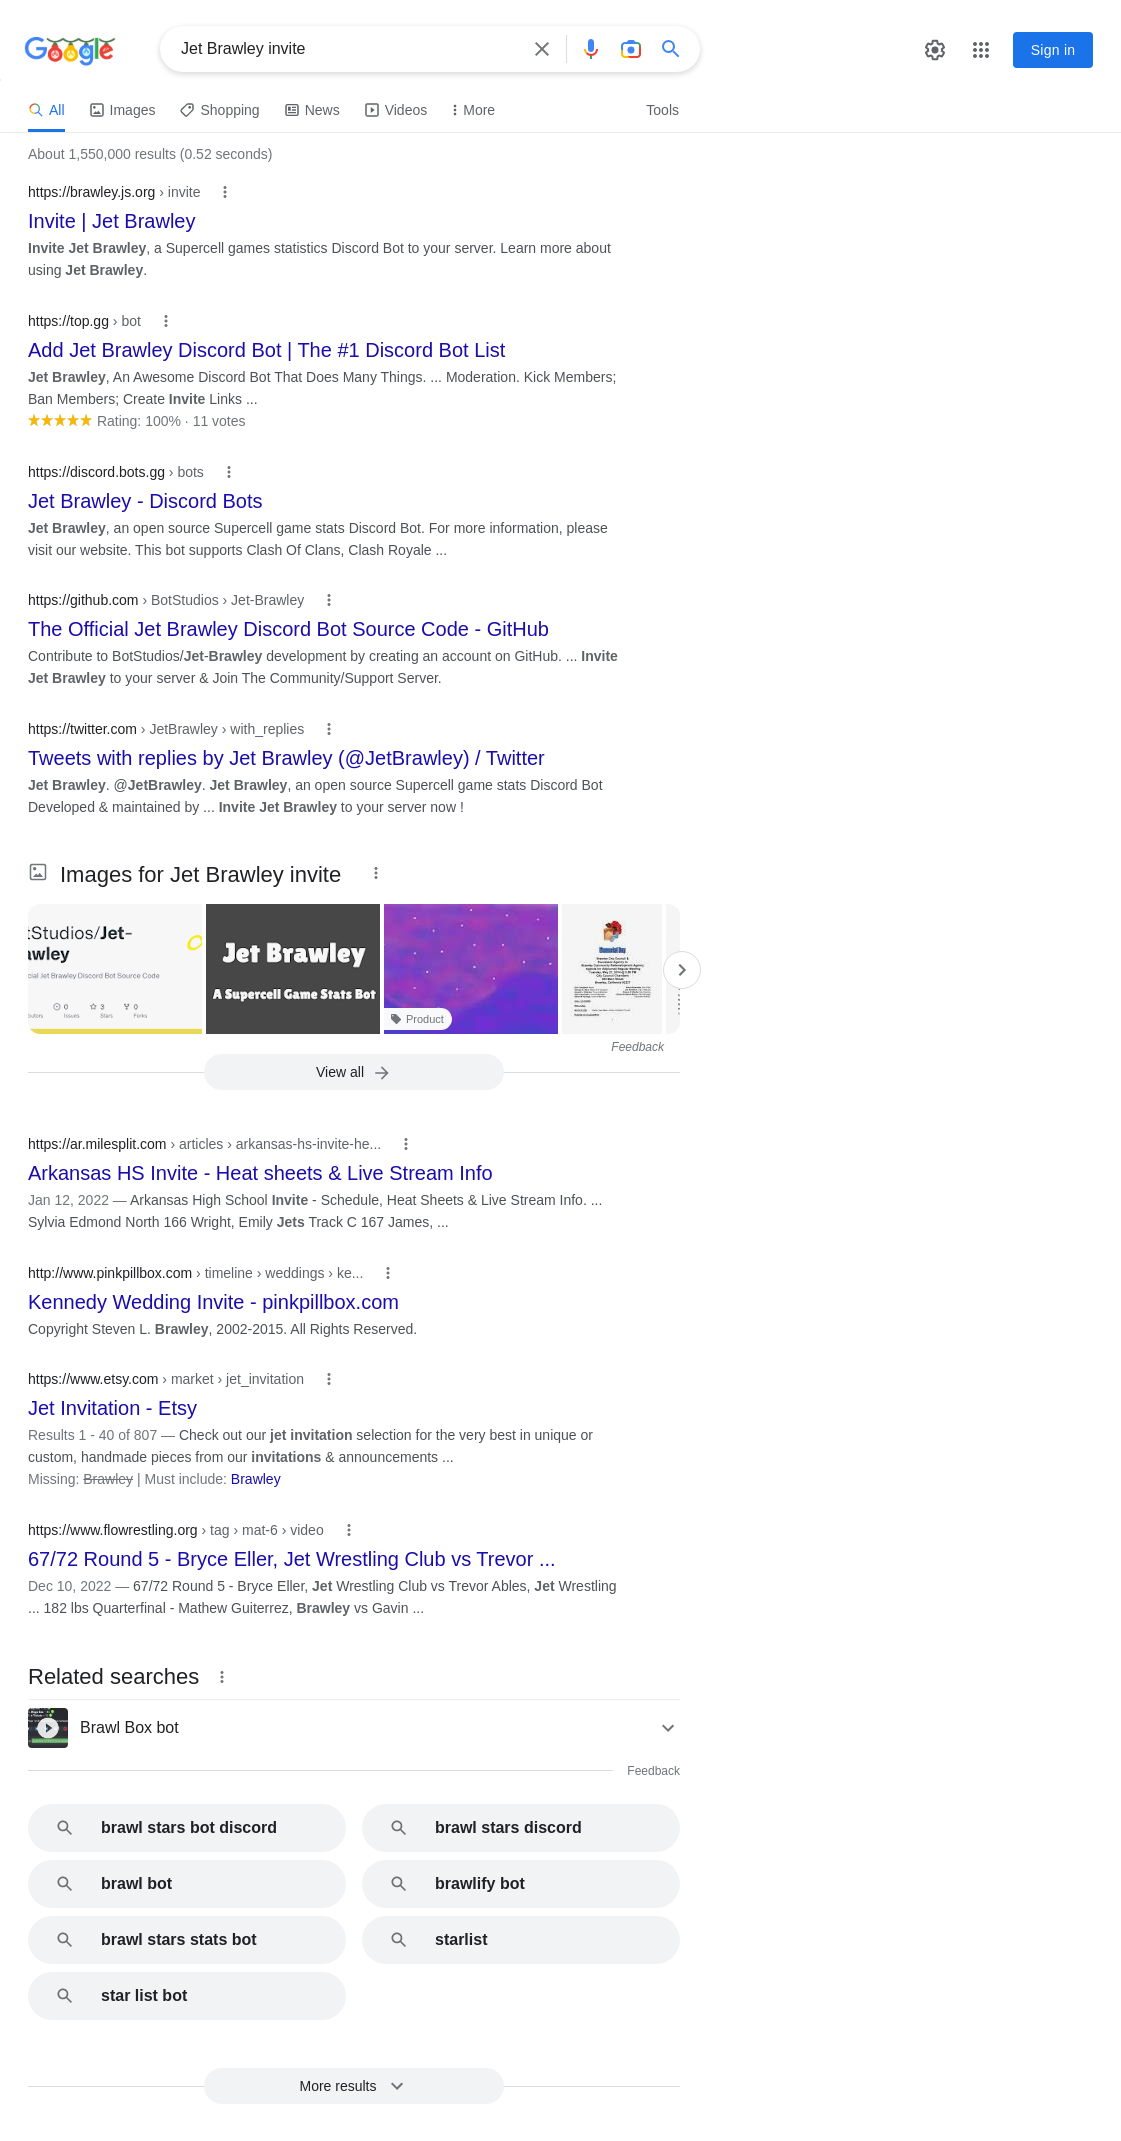 Google
Jet Brawley invite
Sign in
All
Images
Shopping
News
Videos
More
Tools
About 1,550,000 results (0.52 seconds)
https://brawley.js.org › invite
Invite | Jet Brawley
Invite Jet Brawley, a Supercell games statistics Discord Bot to your server. Learn more about
using Jet Brawley.
https://top.gg › bot
Add Jet Brawley Discord Bot | The #1 Discord Bot List
Jet Brawley, An Awesome Discord Bot That Does Many Things. ... Moderation. Kick Members;
Ban Members; Create Invite Links ...
Rating: 100% · 11 votes
https://discord.bots.gg › bots
Jet Brawley - Discord Bots
Jet Brawley, an open source Supercell game stats Discord Bot. For more information, please
visit our website. This bot supports Clash Of Clans, Clash Royale ...
https://github.com › BotStudios › Jet-Brawley
The Official Jet Brawley Discord Bot Source Code - GitHub
Contribute to BotStudios/Jet-Brawley development by creating an account on GitHub. ... Invite
Jet Brawley to your server & Join The Community/Support Server.
https://twitter.com › JetBrawley › with_replies
Tweets with replies by Jet Brawley (@JetBrawley) / Twitter
Jet Brawley. @JetBrawley. Jet Brawley, an open source Supercell game stats Discord Bot
Developed & maintained by ... Invite Jet Brawley to your server now !
Images for Jet Brawley invite
tStudios/Jet-
awley
cial Jet Brawley Discord Bot Source Code
0
3
0
butors
Issues
Stars
Forks
Jet Brawley
A Supercell Game Stats Bot
Product
Memorial Day
Feedback
View all
https://ar.milesplit.com › articles › arkansas-hs-invite-he...
Arkansas HS Invite - Heat sheets & Live Stream Info
Jan 12, 2022 — Arkansas High School Invite - Schedule, Heat Sheets & Live Stream Info. ...
Sylvia Edmond North 166 Wright, Emily Jets Track C 167 James, ...
http://www.pinkpillbox.com › timeline › weddings › ke...
Kennedy Wedding Invite - pinkpillbox.com
Copyright Steven L. Brawley, 2002-2015. All Rights Reserved.
https://www.etsy.com › market › jet_invitation
Jet Invitation - Etsy
Results 1 - 40 of 807 — Check out our jet invitation selection for the very best in unique or
custom, handmade pieces from our invitations & announcements ...
Missing: Brawley | Must include: Brawley
https://www.flowrestling.org › tag › mat-6 › video
67/72 Round 5 - Bryce Eller, Jet Wrestling Club vs Trevor ...
Dec 10, 2022 — 67/72 Round 5 - Bryce Eller, Jet Wrestling Club vs Trevor Ables, Jet Wrestling
... 182 lbs Quarterfinal - Mathew Guiterrez, Brawley vs Gavin ...
Related searches
Brawl Box bot
Feedback
brawl stars bot discord
brawl stars discord
brawl bot
brawlify bot
brawl stars stats bot
starlist
star list bot
More results